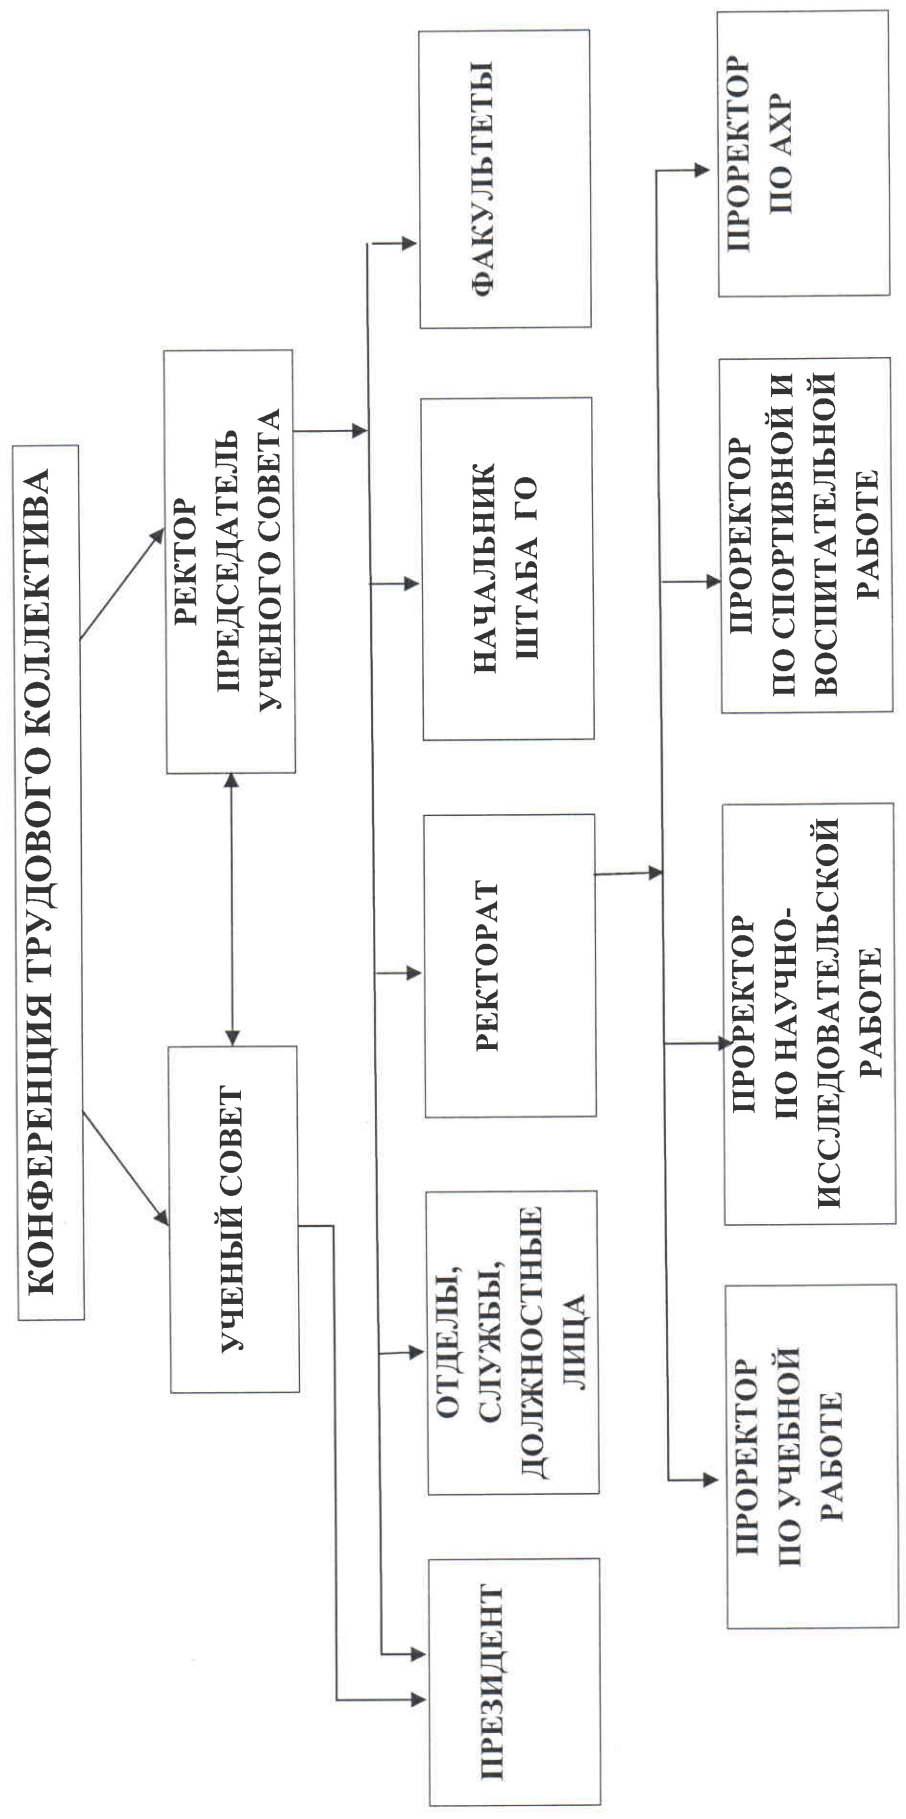 КОНФЕРЕНЦИЯ ТРУДОВОГО КОЛЛЕКТИВА
УЧЕНЫЙ СОВЕТ
РЕКТОР
ПРЕДСЕДАТЕЛЬ
УЧЕНОГО СОВЕТА
ПРЕЗИДЕНТ
ОТДЕЛЫ,
СЛУЖБЫ,
ДОЛЖНОСТНЫЕ
ЛИЦА
РЕКТОРАТ
НАЧАЛЬНИК
ШТАБА ГО
ФАКУЛЬТЕТЫ
ПРОРЕКТОР
ПО УЧЕБНОЙ
РАБОТЕ
ПРОРЕКТОР
ПО НАУЧНО-
ИССЛЕДОВАТЕЛЬСКОЙ
РАБОТЕ
ПРОРЕКТОР
ПО СПОРТИВНОЙ И
ВОСПИТАТЕЛЬНОЙ
РАБОТЕ
ПРОРЕКТОР
ПО АХР